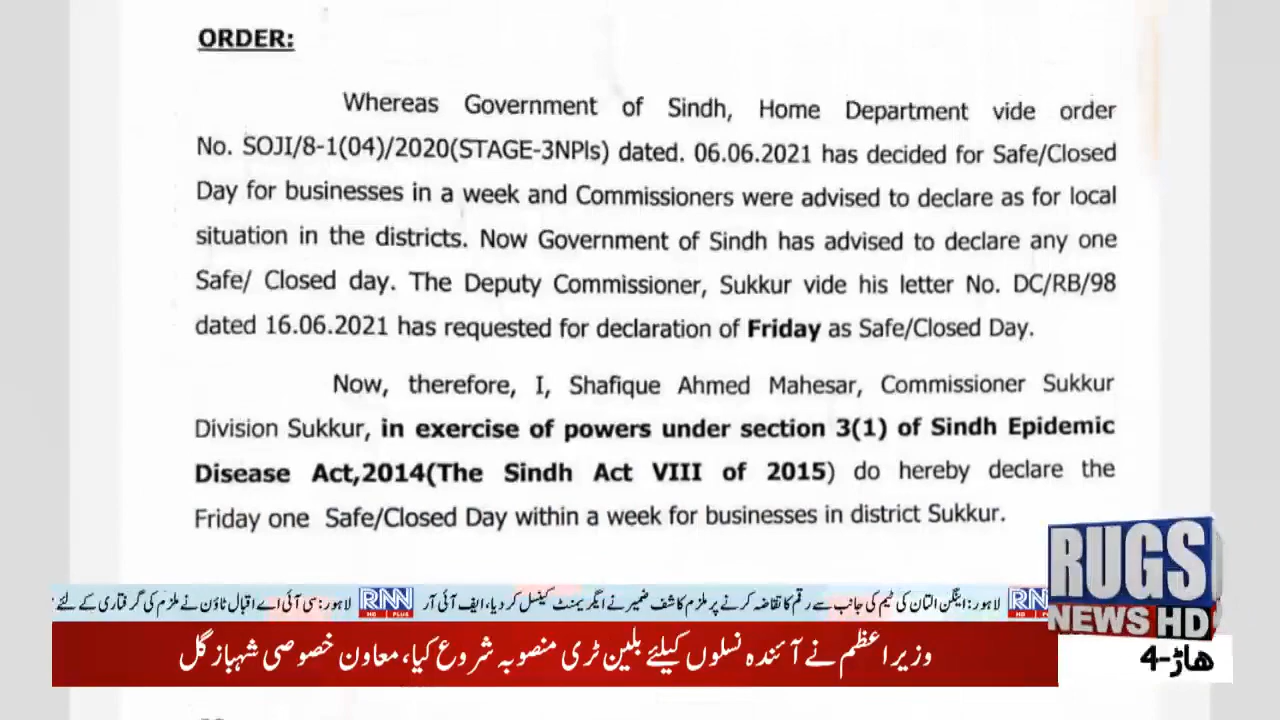 ORDER:
Whereas Government of Sindh, Home Department vide order
No. SOJI/8-1(04)/2020(STAGE-3NPIs) dated. 06.06.2021 has decided for Safe/Closed
Day for businesses in a week and Commissioners were advised to declare as for local
situation in the districts. Now Government of Sindh has advised to declare any one
Safe/ Closed day. The Deputy Commissioner, Sukkur vide his letter No. DC/RB/98
dated 16.06.2021 has requested for declaration of Friday as Safe/Closed Day.
Now, therefore, I, Shafique Ahmed Mahesar, Commissioner Sukkur
Division Sukkur, in exercise of powers under section 3(1) of Sindh Epidemic
Disease Act,2014(The Sindh Act VIII of 2015) do hereby declare the
Friday one Safe/Closed Day within a week for businesses in district Sukkur.
RUGS
NEWS HD
لاہور: اینگن التان کی ٹیم کی جانب سے رقم کا تقاضہ کرنے پر ملزم کاشف ضمیر نے ایگریمنٹ کینسل کر دیا، ایف آئی آر RNN HD PLUS لاہور: سی آئی اے اقبال ٹاؤن نے ملزم کی گرفتاری کے لئے
RNN
وزیراعظم نے آئندہ نسلوں کیلئے بلین ٹری منصوبہ شروع کیا، معاون خصوصی شہباز گل
4-ھاڑ